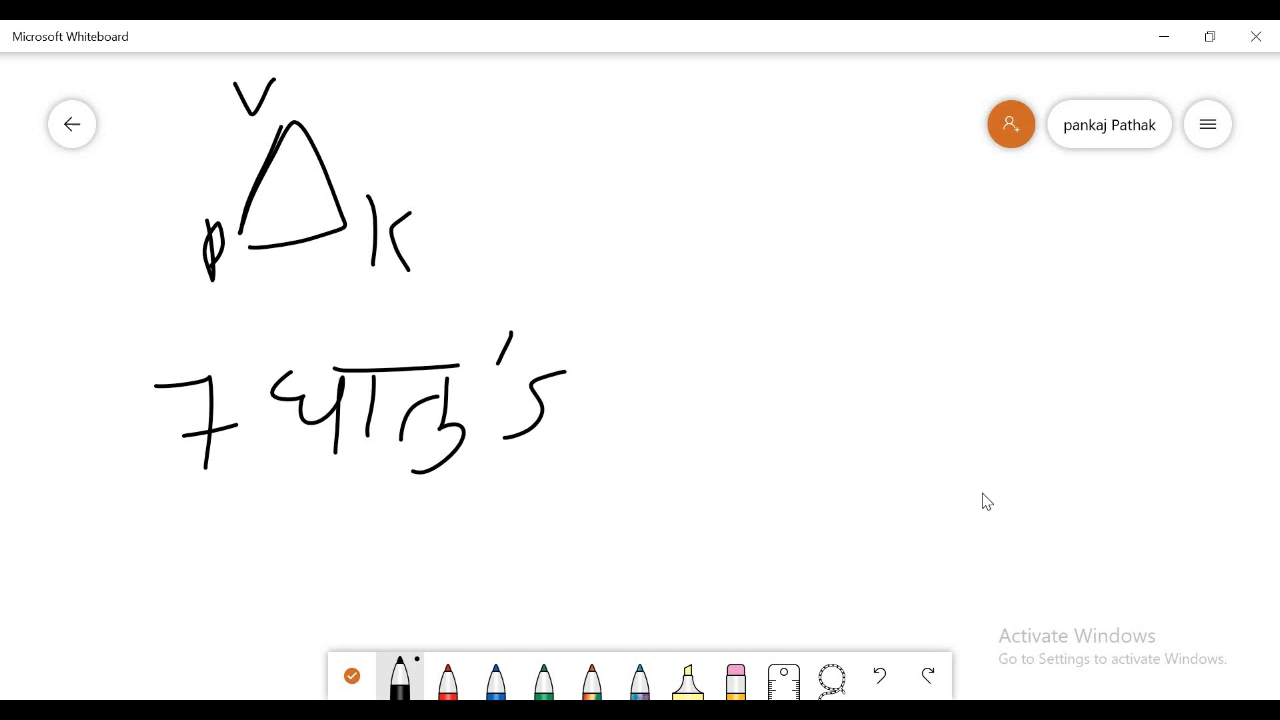 Microsoft Whiteboard
V
pankaj Pathak
P K
7 धातु's
Activate Windows
Go to Settings to activate Windows.